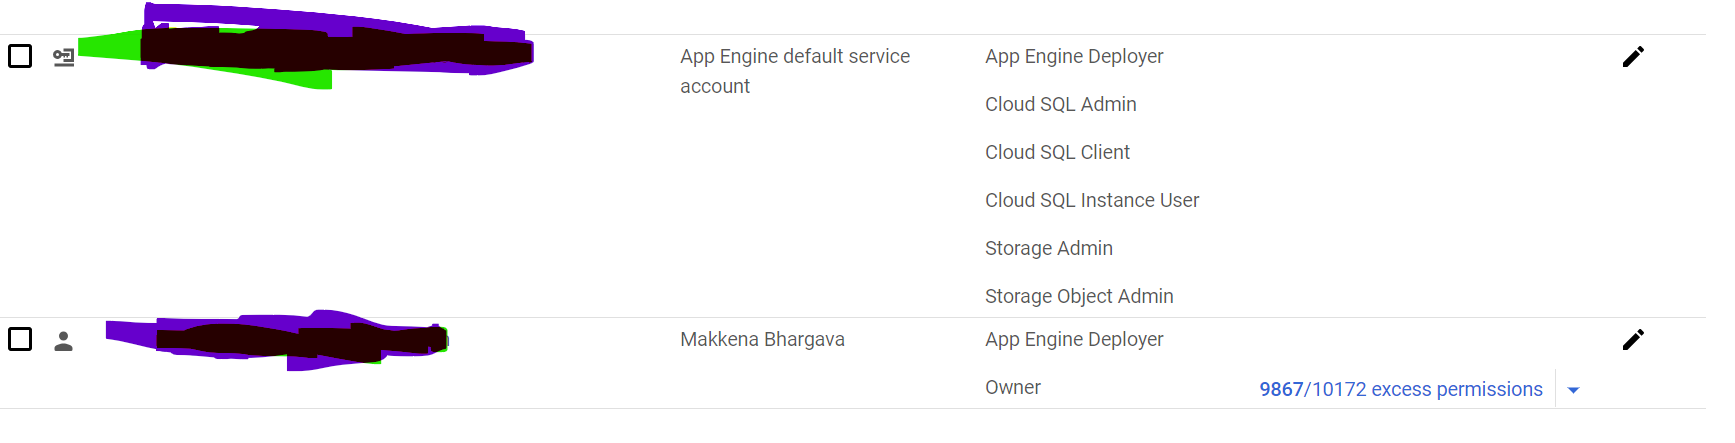 App Engine default service
account
App Engine Deployer
Cloud SQL Admin
Cloud SQL Client
Cloud SQL Instance User
Storage Admin
Storage Object Admin
Makkena Bhargava
App Engine Deployer
Owner
9867/10172 excess permissions